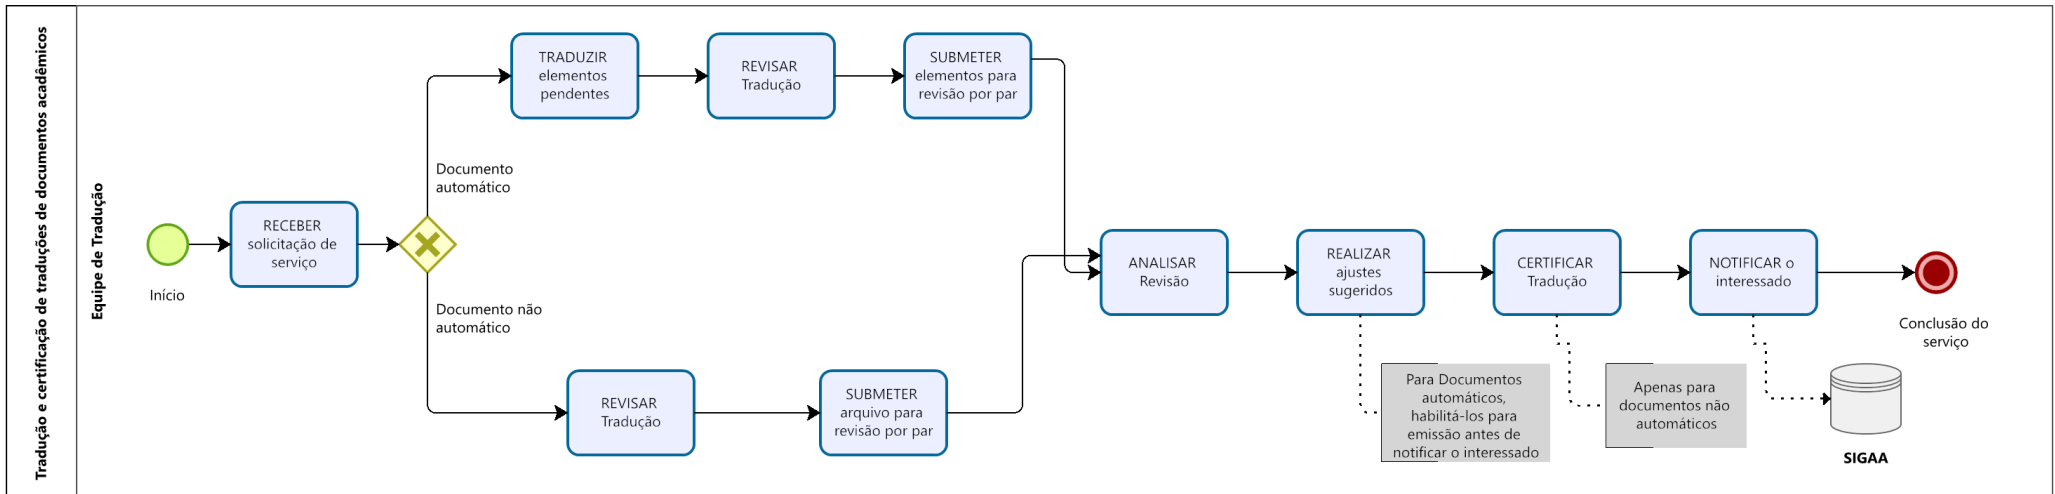 Tradução e certificação de traduções de documentos acadêmicos
Equipe de Tradução
Início
RECEBER
solicitação de
serviço
Documento
automático
Documento não
automático
TRADUZIR
elementos
pendentes
REVISAR
Tradução
SUBMETER
elementos para
revisão por par
REVISAR
Tradução
SUBMETER
arquivo para
revisão por par
ANALISAR
Revisão
REALIZAR
ajustes
sugeridos
Para Documentos
automáticos,
habilitá-los para
emissão antes de
notificar o interessado
CERTIFICAR
Tradução
Apenas para
documentos não
automáticos
NOTIFICAR o
interessado
SIGAA
Conclusão do
serviço